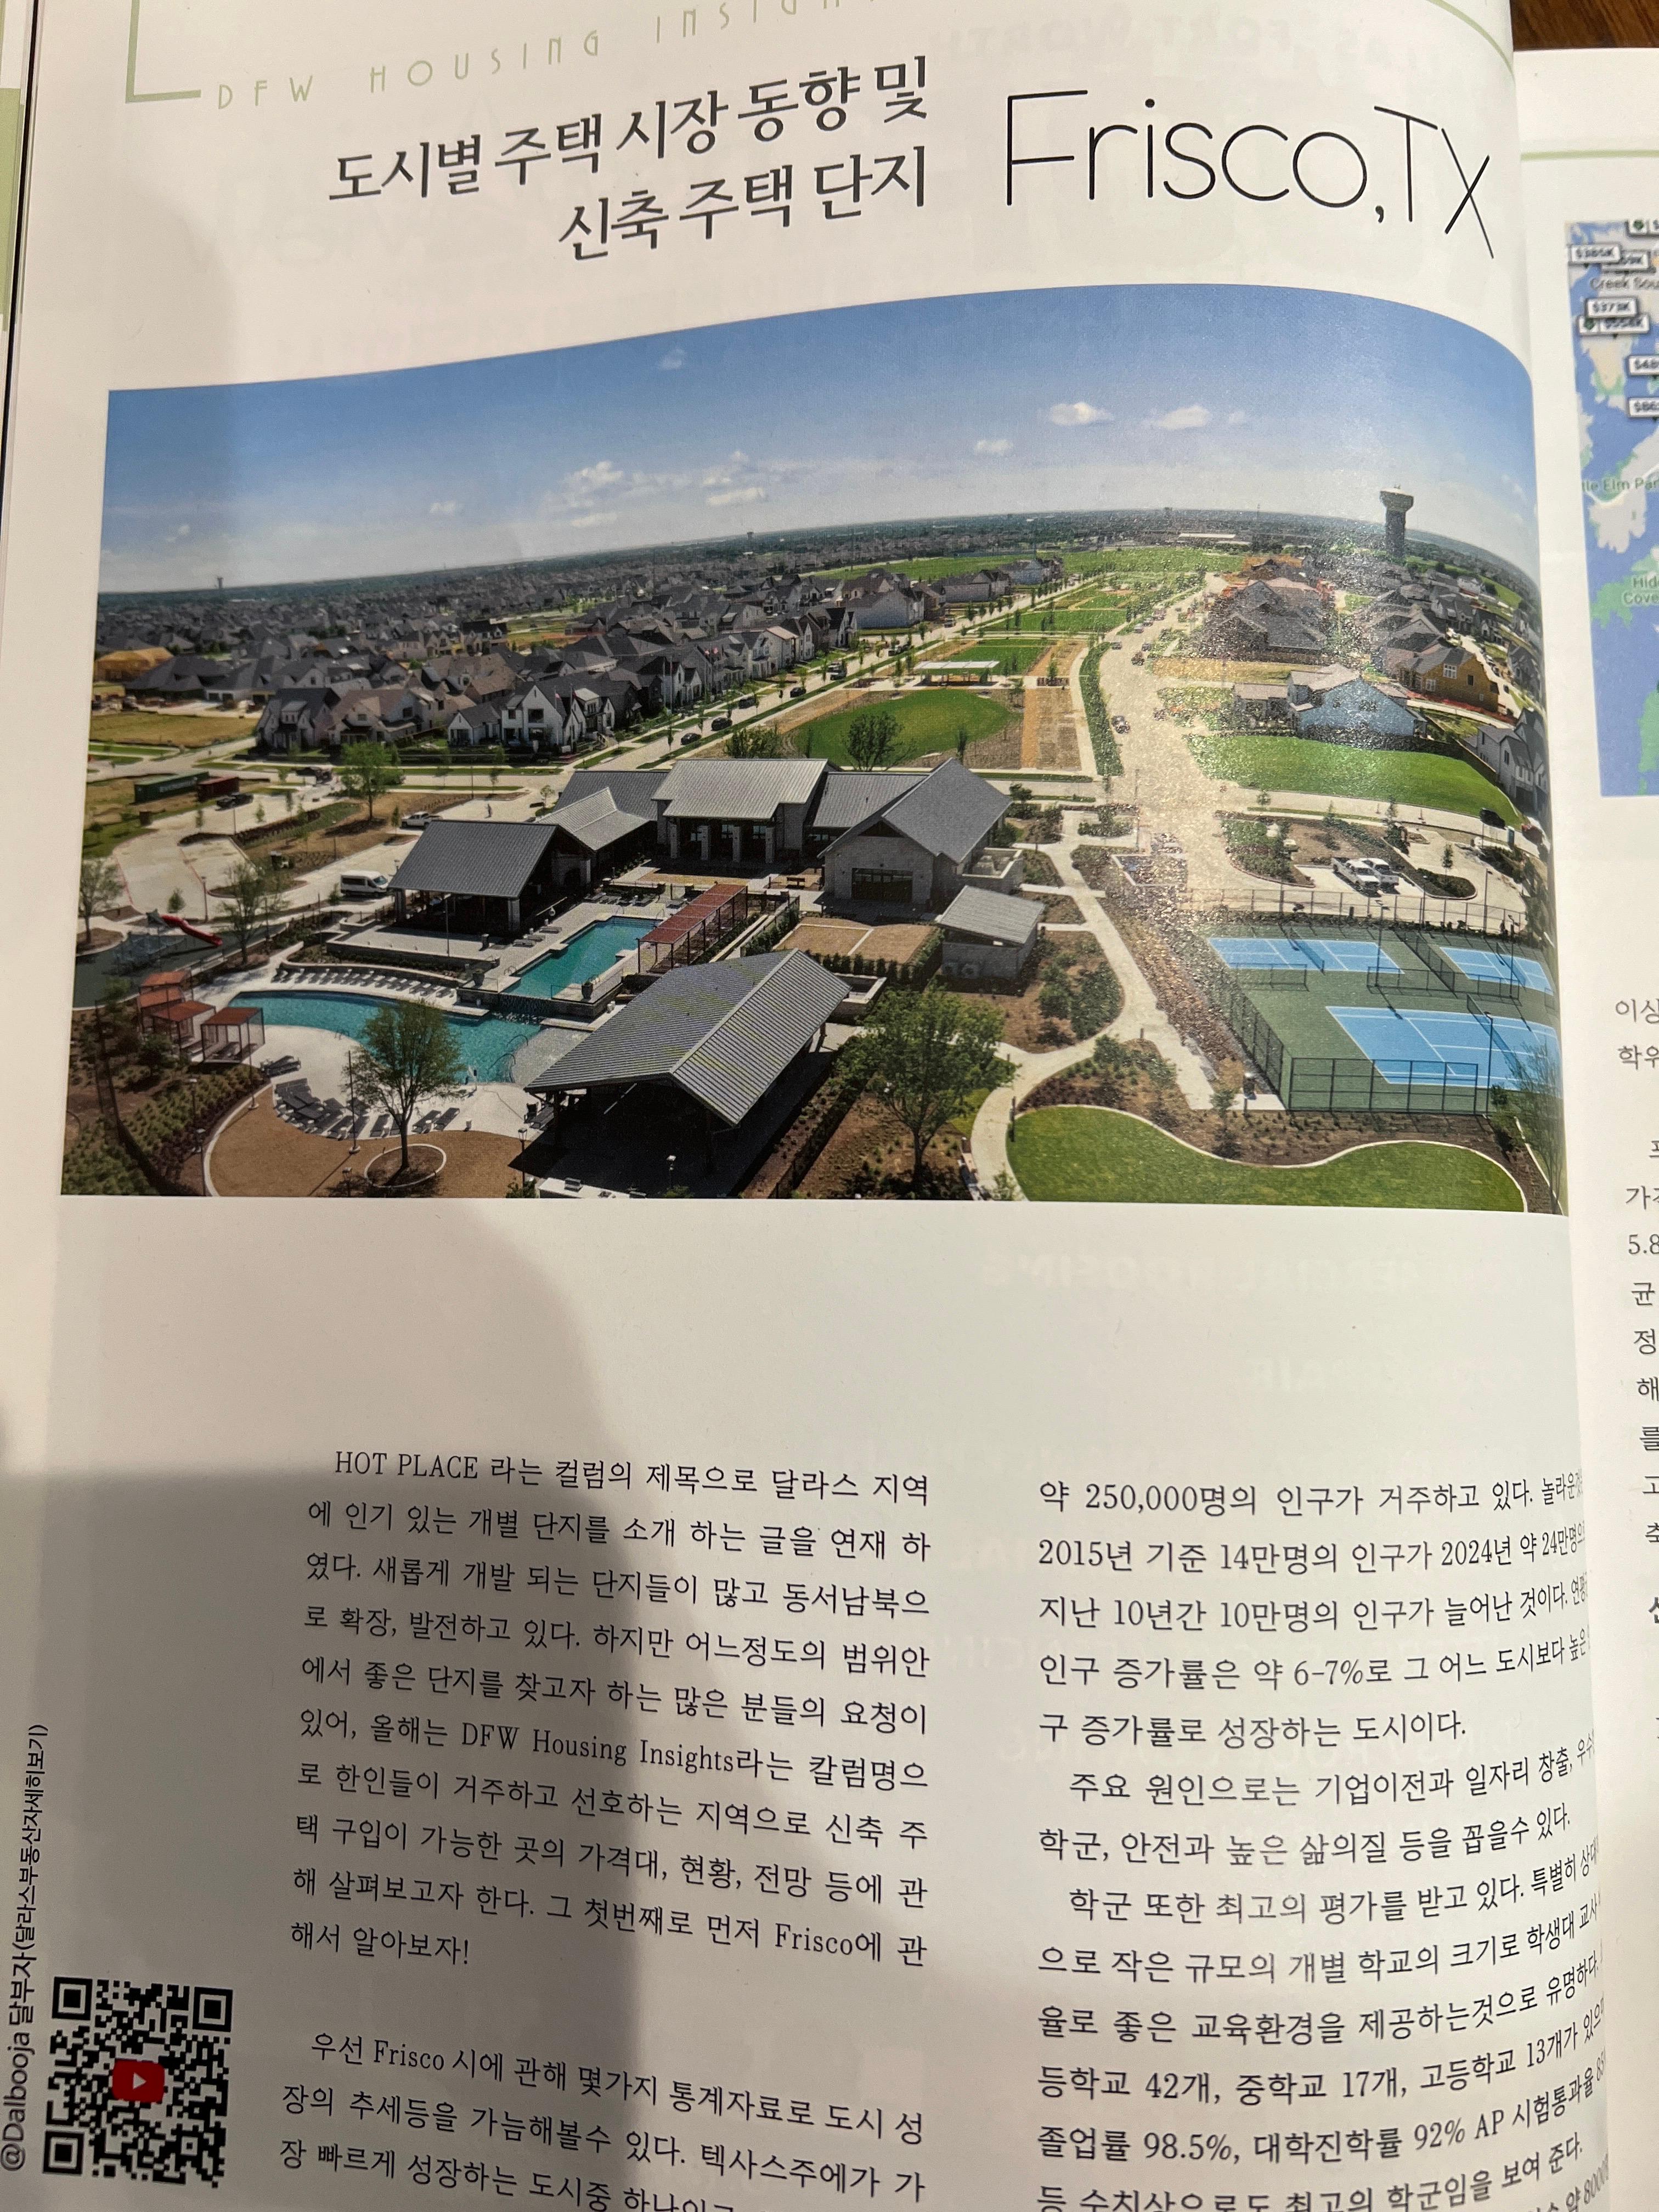 DFW HOUSING
도시별 주택 시장 동향 및
신축 주택 단지
Frisco,TX
HOT PLACE 라는 컬럼의 제목으로 달라스 지역
에 인기 있는 개별 단지를 소개 하는 글을 연재 하
였다. 새롭게 개발 되는 단지들이 많고 동서남북으
로 확장, 발전하고 있다. 하지만 어느정도의 범위안
에서 좋은 단지를 찾고자 하는 많은 분들의 요청이
있어, 올해는 DFW Housing Insights라는 칼럼명으
로 한인들이 거주하고 선호하는 지역으로 신축 주
택 구입이 가능한 곳의 가격대, 현황, 전망 등에 관
해 살펴보고자 한다. 그 첫번째로 먼저 Frisco에 관
해서 알아보자!
우선 Frisco 시에 관해 몇가지 통계자료로 도시 성
장의 추세등을 가늠해볼수 있다. 텍사스주에가 가
장 빠르게 성장하는 도시중
약 250,000명의 인구가 거주하고 있다.
2015년 기준 14만명의 인구가 2024년 약 24만명으
지난 10년간 10만명의 인구가 늘어난 것이다.
인구 증가률은 약 6-7%로 그 어느 도시보다 높은
구 증가률로 성장하는 도시이다.
주요 원인으로는 기업이전과 일자리 창출,
학군, 안전과 높은 삶의질 등을 꼽을수 있다.
학군 또한 최고의 평가를 받고 있다. 특별히
으로 작은 규모의 개별 학교의 크기로 학생대 교사
율로 좋은 교육환경을 제공하는것으로 유명하다.
등학교 42개, 중학교 17개, 고등학교 13개가
졸업률 98.5%, 대학진학률 92% AP 시험통과율
등 수치상으로도 최고의 학군임을 보여 준다.
@Dalbooja 달부자(달라스부동산자세히보기)
$373K
이상
학위
가격
5.8
균
정
해
를
고